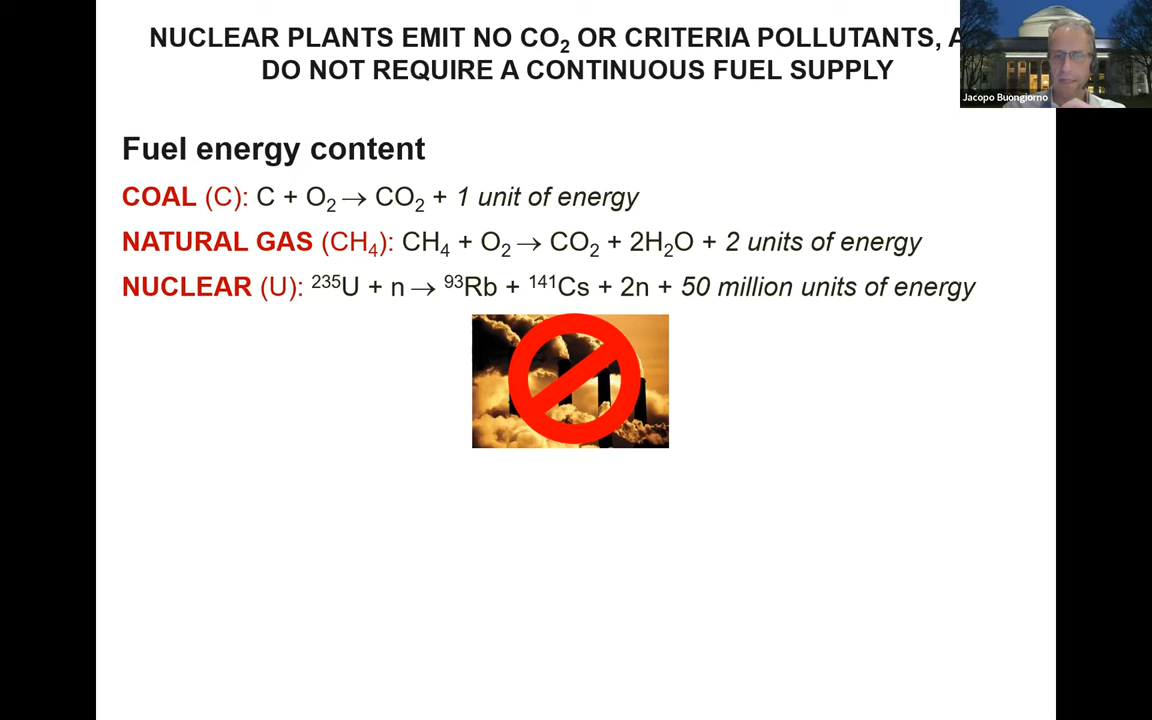 NUCLEAR PLANTS EMIT NO CO₂ OR CRITERIA POLLUTANTS,
DO NOT REQUIRE A CONTINUOUS FUEL SUPPLY
Jacopo Buongiorno
Fuel energy content
COAL (C): C + O₂ → CO₂ + 1 unit of energy
NATURAL GAS (CH₄): CH₄ + O₂ → CO₂ + 2H₂O + 2 units of energy
NUCLEAR (U): ²³⁵U + n → ⁹³Rb + ¹⁴¹Cs + 2n + 50 million units of energy